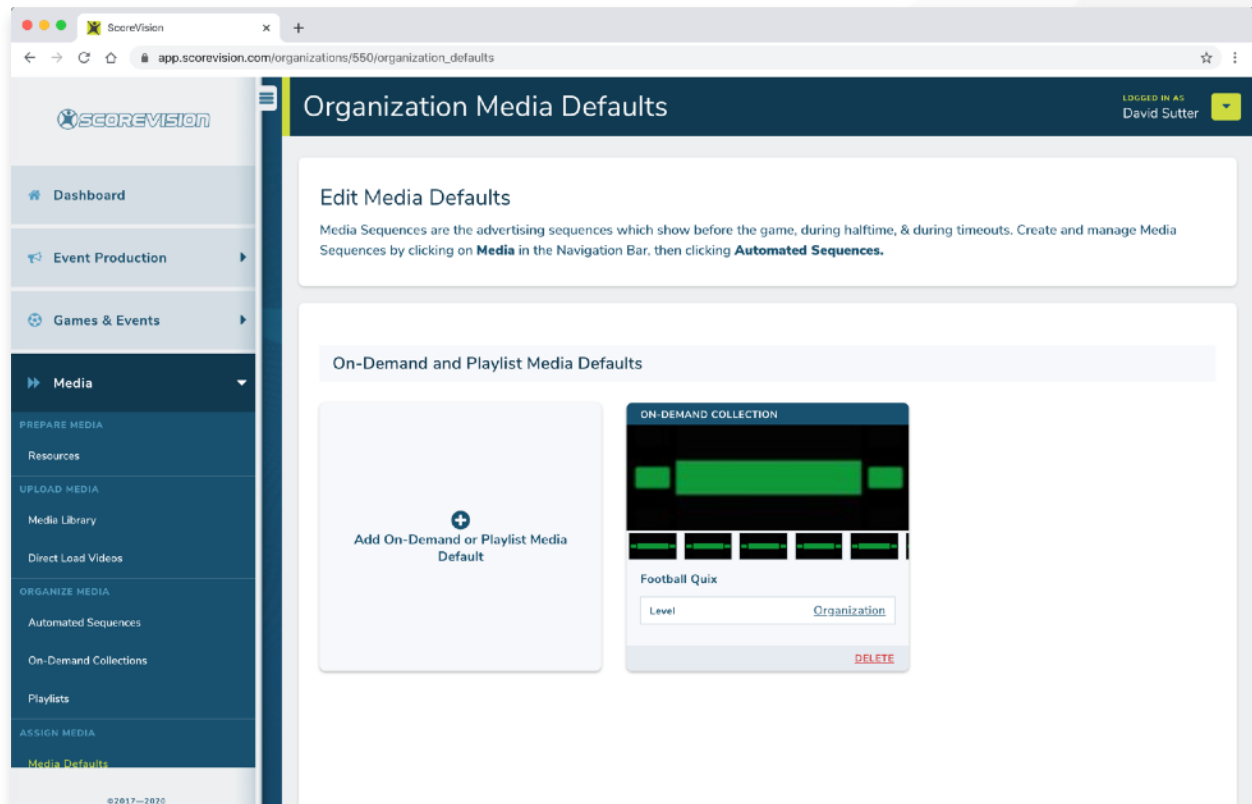 ScoreVision
app.scorevision.com/organizations/550/organization_defaults
SCOREVISION
Organization Media Defaults
LOGGED IN AS
David Sutter
Dashboard
Event Production
Games & Events
Media
PREPARE MEDIA
Resources
UPLOAD MEDIA
Media Library
Direct Load Videos
ORGANIZE MEDIA
Automated Sequences
On-Demand Collections
Playlists
ASSIGN MEDIA
Media Defaults
©2017—2020
Edit Media Defaults
Media Sequences are the advertising sequences which show before the game, during halftime, & during timeouts. Create and manage Media
Sequences by clicking on Media in the Navigation Bar, then clicking Automated Sequences.
On-Demand and Playlist Media Defaults
Add On-Demand or Playlist Media
Default
ON-DEMAND COLLECTION
Football Quix
Level Organization
DELETE